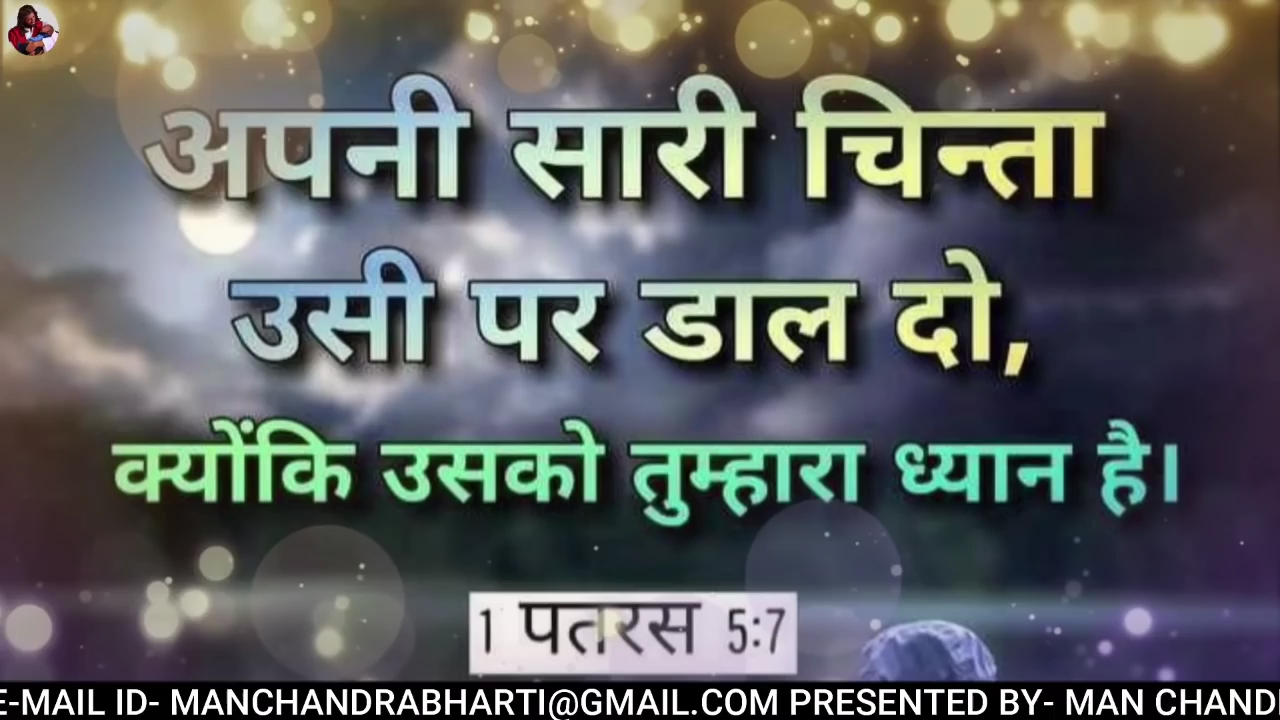 अपनी सारी चिन्ता
उसी पर डाल दो,
क्योंकि उसको तुम्हारा ध्यान है।
1 पतरस 5:7
E-MAIL ID- MANCHANDRABHARTI@GMAIL.COM PRESENTED BY- MAN CHAND